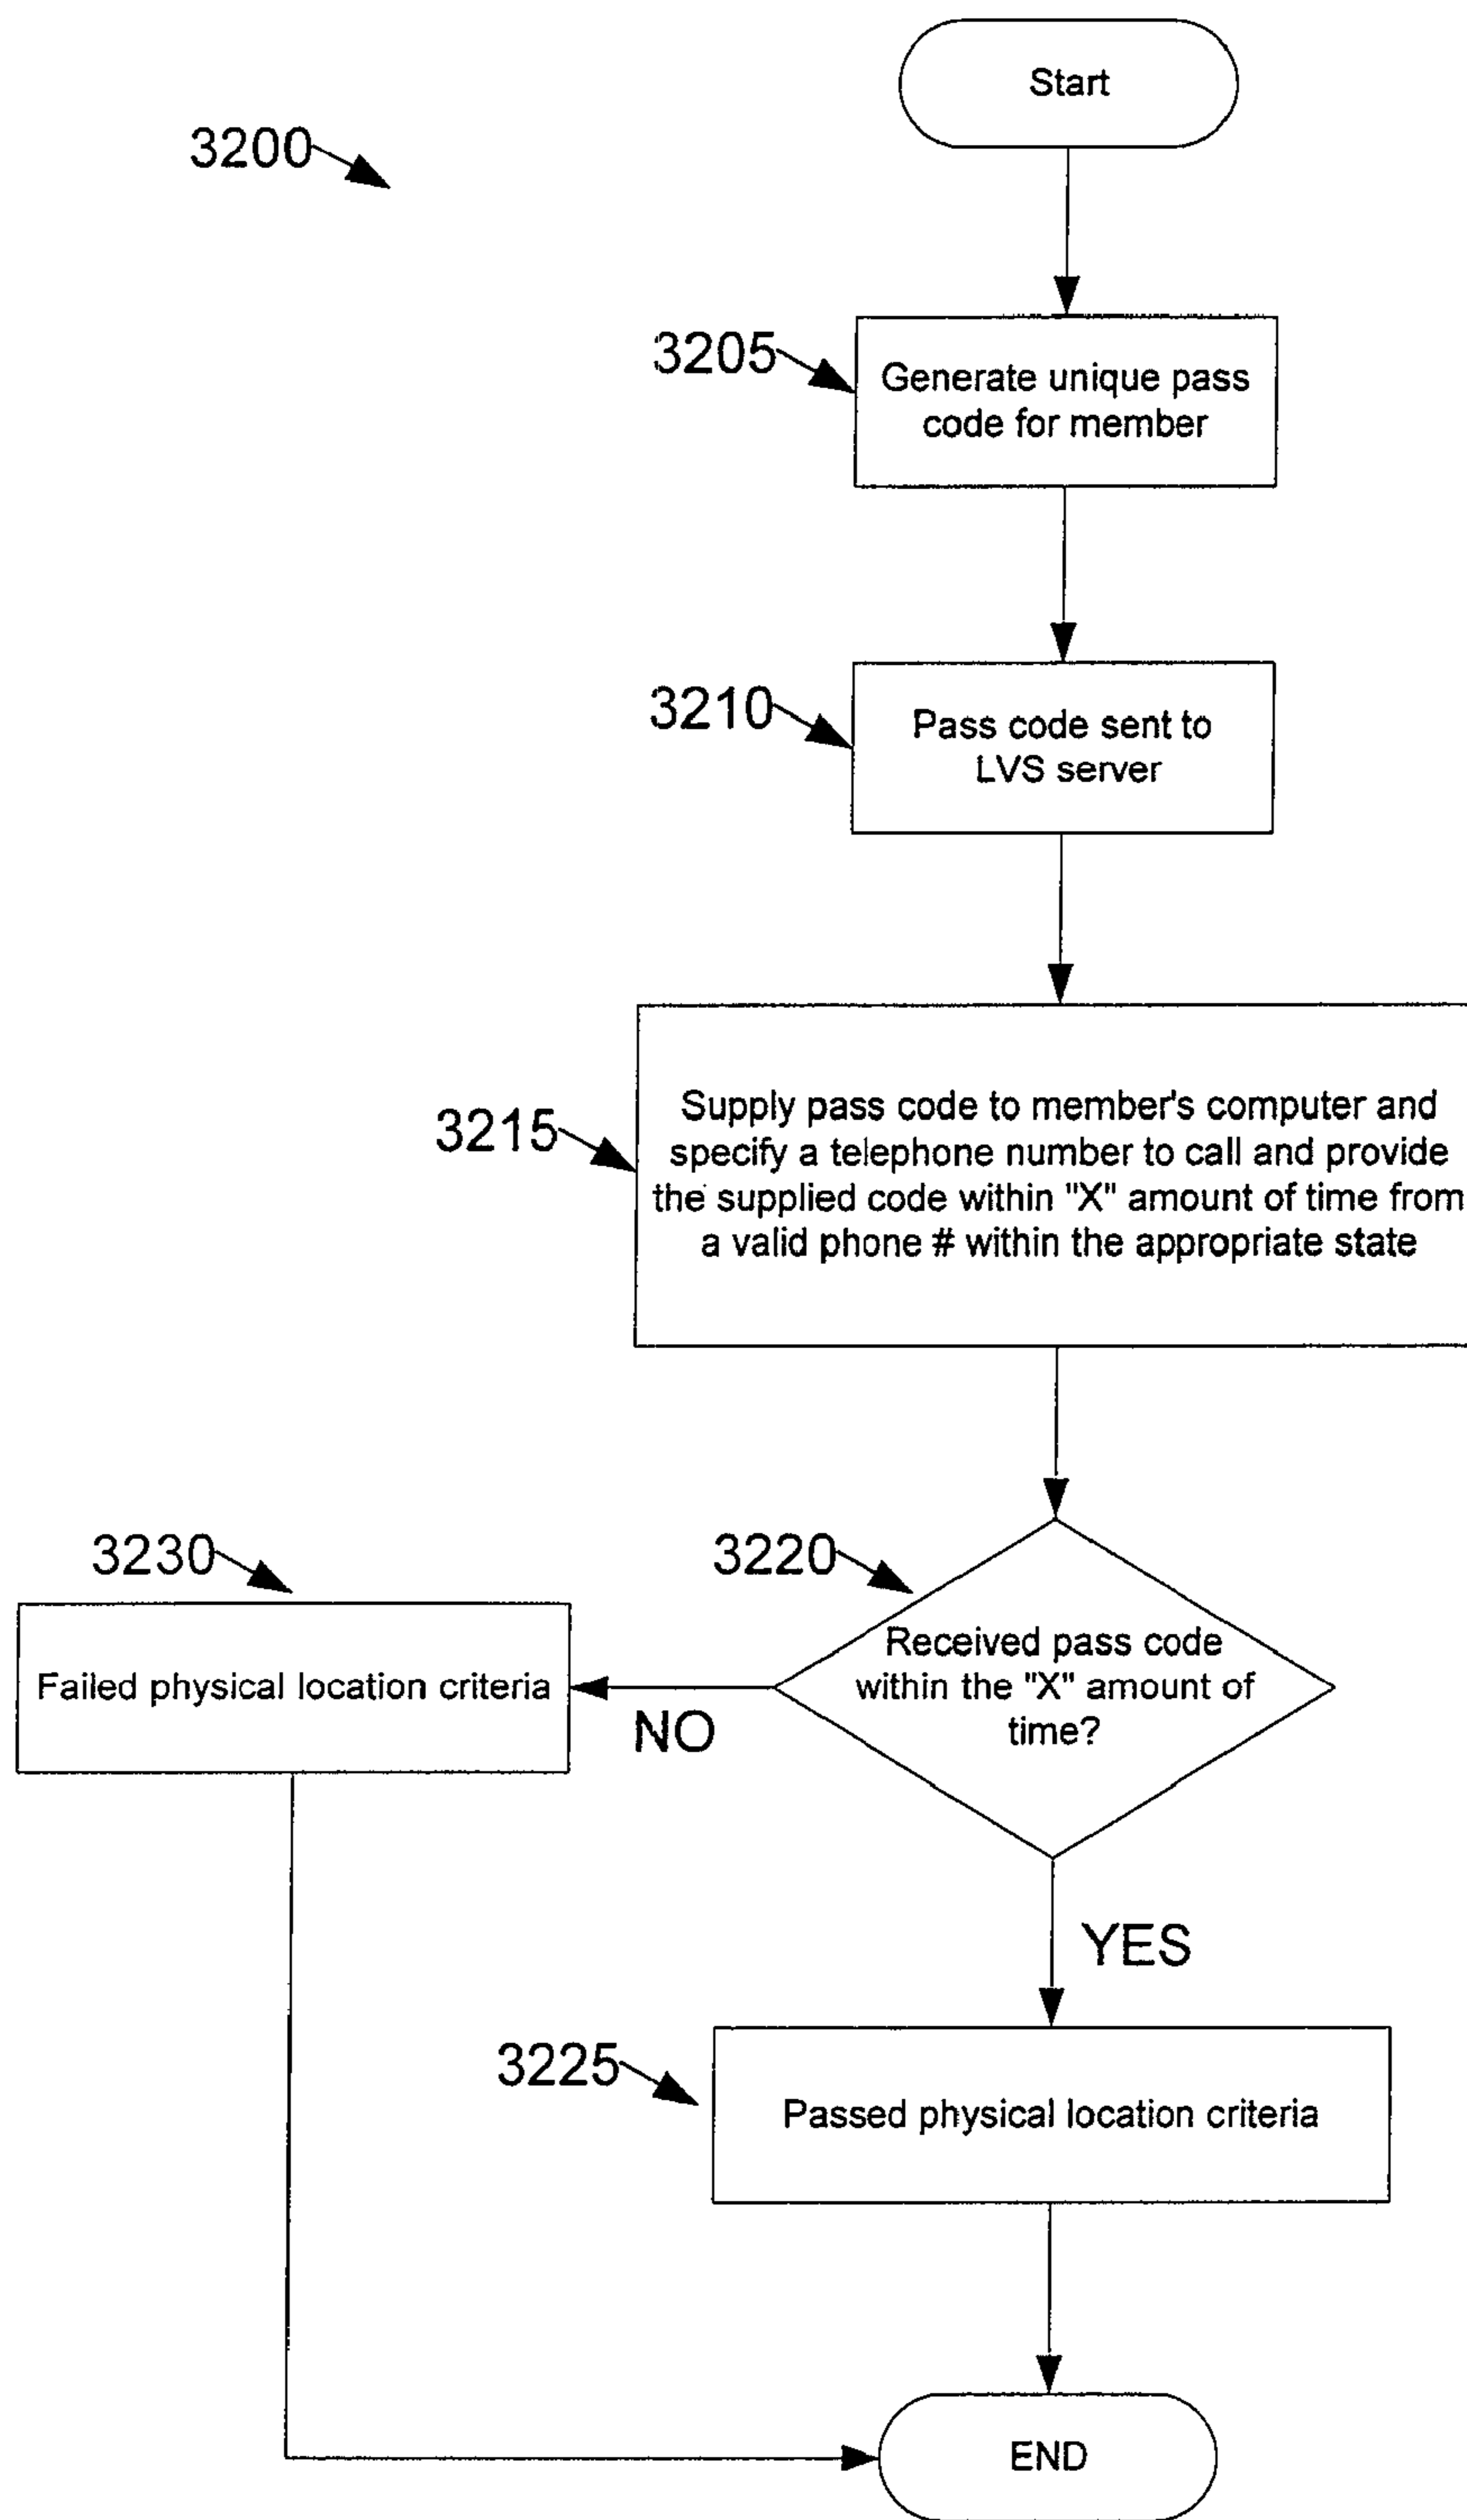 Start
3200
3205
Generate unique pass
code for member
3210
Pass code sent to
LVS server
3215
Supply pass code to member's computer and
specify a telephone number to call and provide
the supplied code within "X" amount of time from
a valid phone # within the appropriate state
3230
3220
Failed physical location criteria
NO
Received pass code
within the "X" amount of
time?
YES
3225
Passed physical location criteria
END